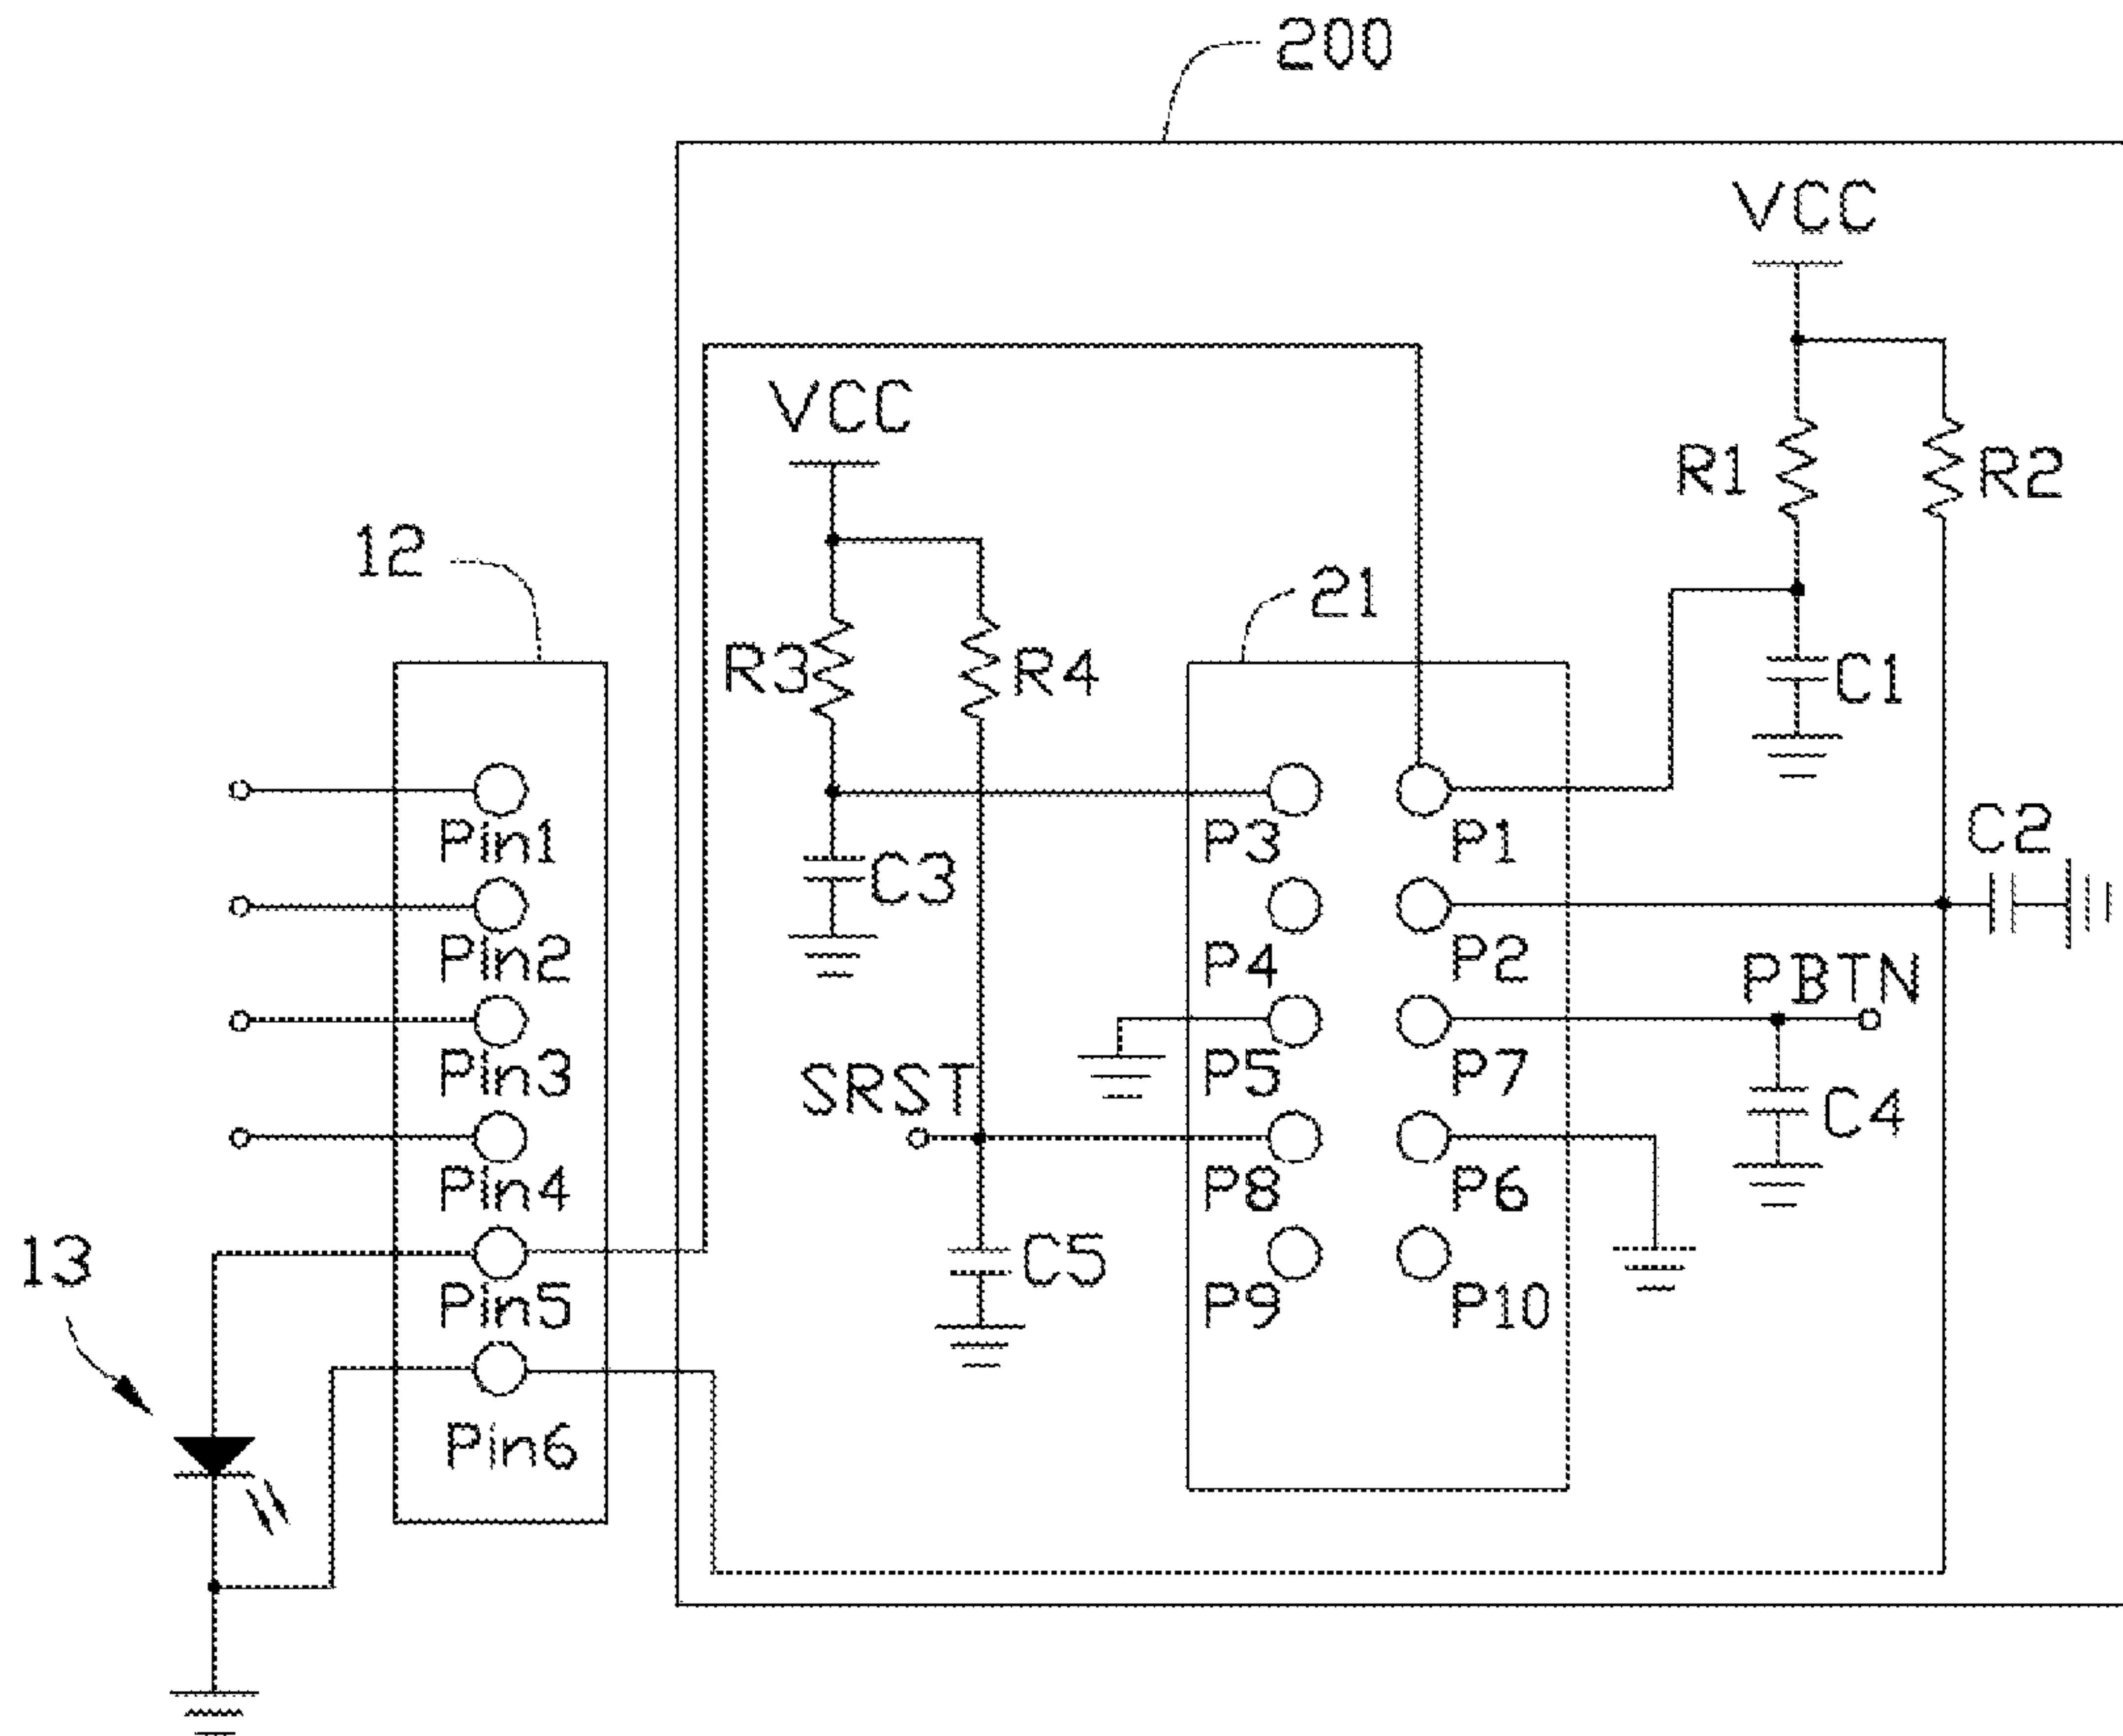 200
VCC
VCC
R1
R2
12
21
R3
R4
C1
Pin1
P3
P1
C2
C3
Pin2
P4
P2
PBTN
Pin3
SRST
P5
P7
C4
Pin4
P8
P6
13
C5
Pin5
P9
P10
Pin6